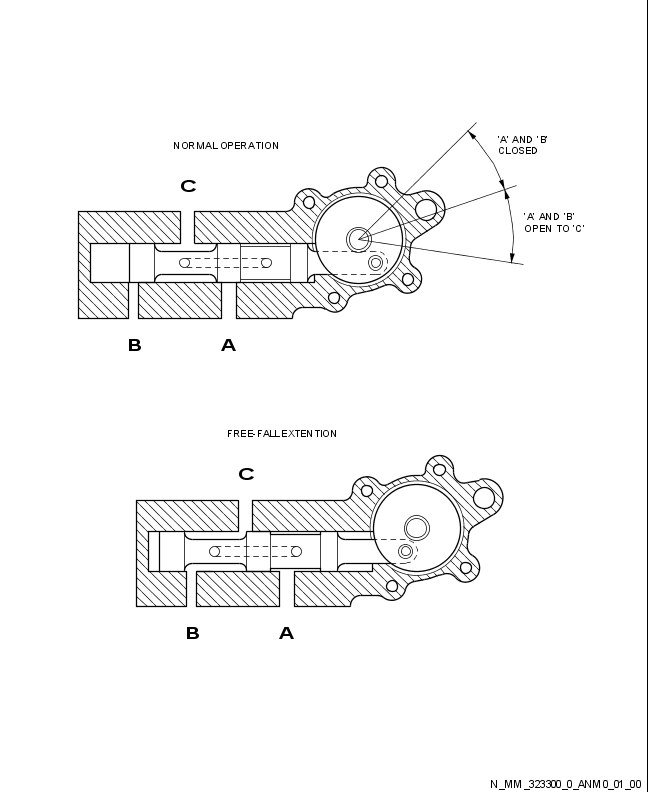 'A' AND 'B'
CLOSED
NORMAL OPERATION
C
'A' AND 'B'
OPEN TO 'C'
B A
FREE-FALL EXTENTION
C
B A
N_MM_323300_0_ANM0_01_00